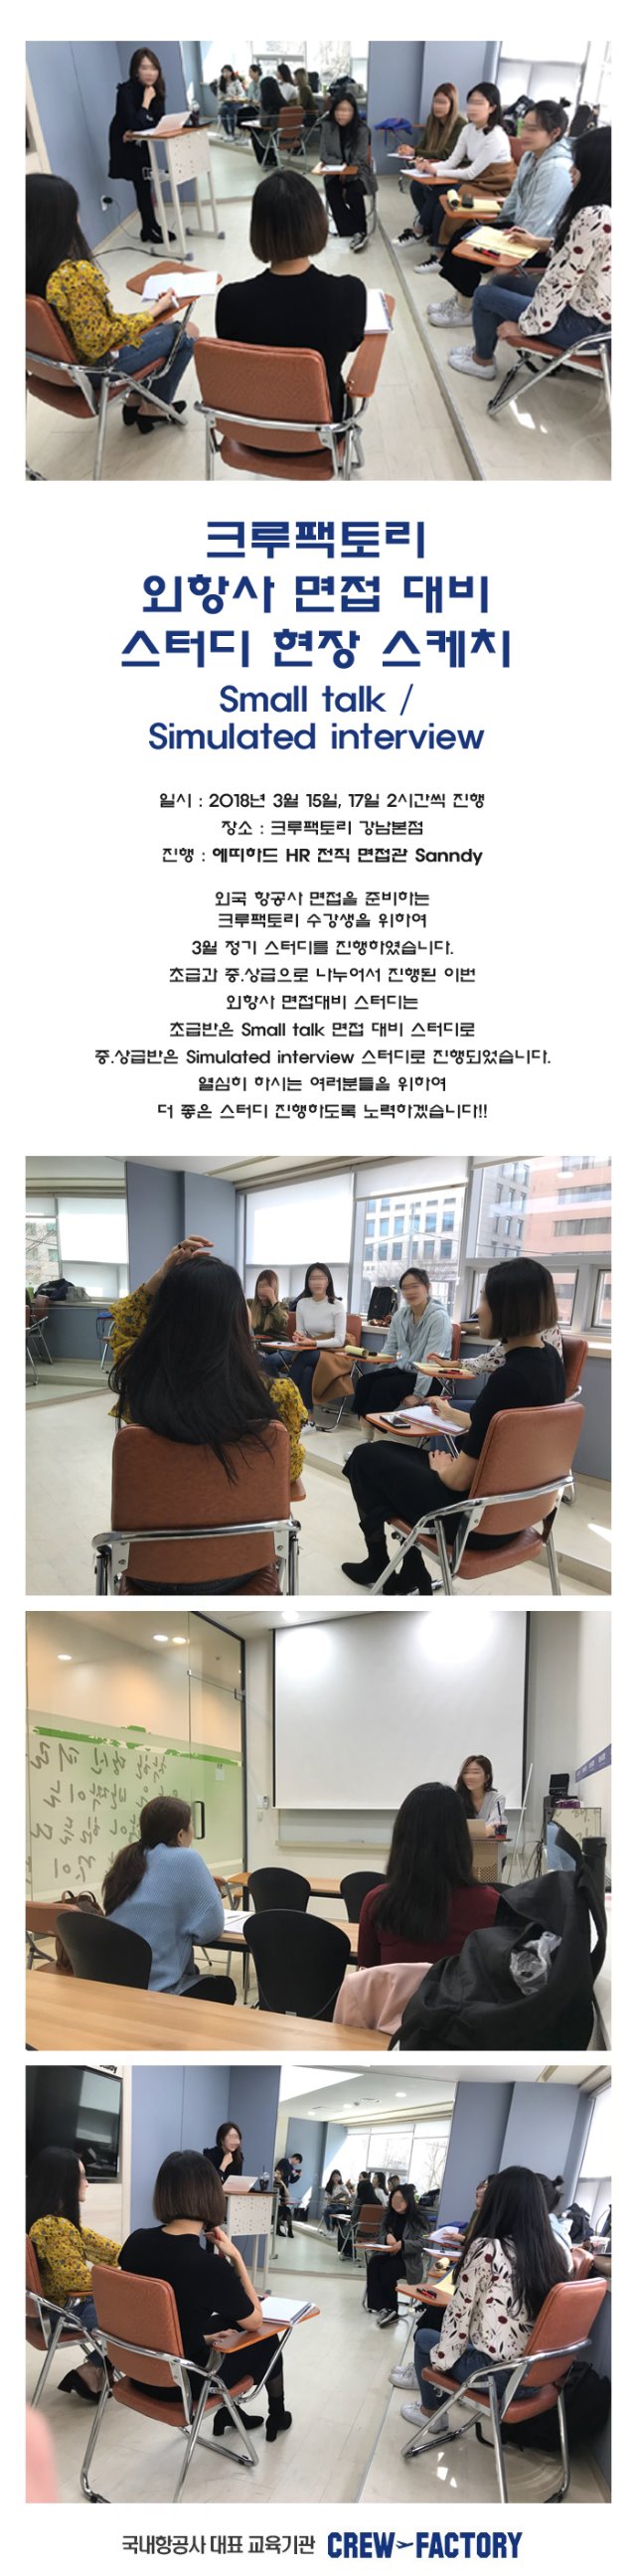 크루팩토리
외항사 면접 대비
스터디 현장 스케치
Small talk /
Simulated interview
일시 : 2018년 3월 15일, 17일 2시간씩 진행
장소 : 크루팩토리 강남본점
진행 : 에띠하드 HR 전직 면접관 Sanndy
외국 항공사 면접을 준비하는
크루팩토리 수강생을 위하여
3월 정기 스터디를 진행하였습니다.
초급과 중.상급으로 나누어서 진행된 이번
외항사 면접대비 스터디는
초급반은 Small talk 면접 대비 스터디로
중.상급반은 Simulated interview 스터디로 진행되었습니다.
열심히 하시는 여러분들을 위하여
더 좋은 스터디 진행하도록 노력하겠습니다!!
국내항공사 대표 교육기관 CREW FACTORY